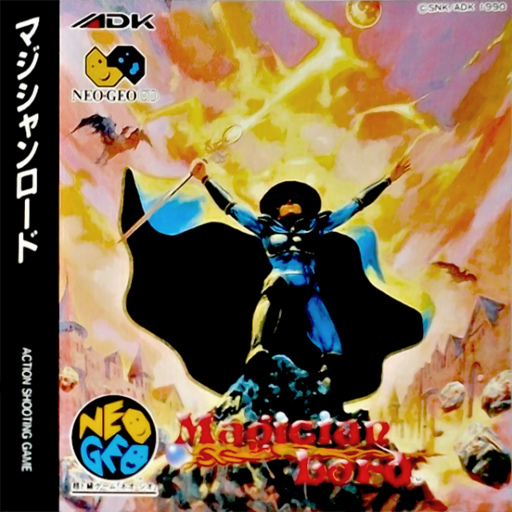 マジシャンロード
ACTION SHOOTING GAME
ADK
NEO·GEO CD
©SNK/ADK 1990
NEO
GEO
Magician
Lord